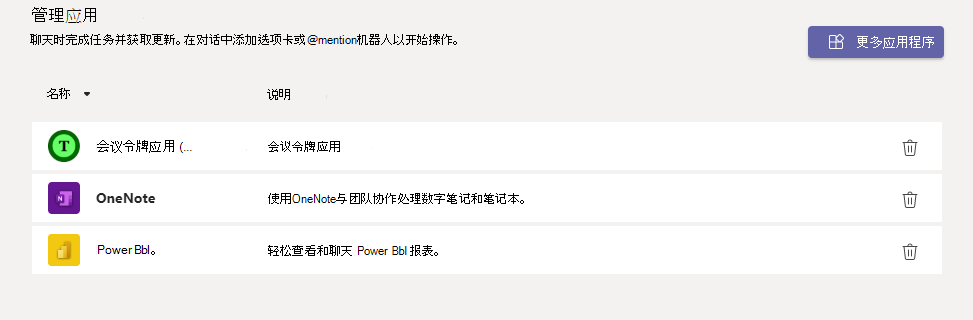 管理应用
聊天时完成任务并获取更新。在对话中添加选项卡或@mention机器人以开始操作。
更多应用程序
名称
说明
会议令牌应用 (...
会议令牌应用
OneNote
使用OneNote与团队协作处理数字笔记和笔记本。
Power Bbl。
轻松查看和聊天 Power Bbl 报表。